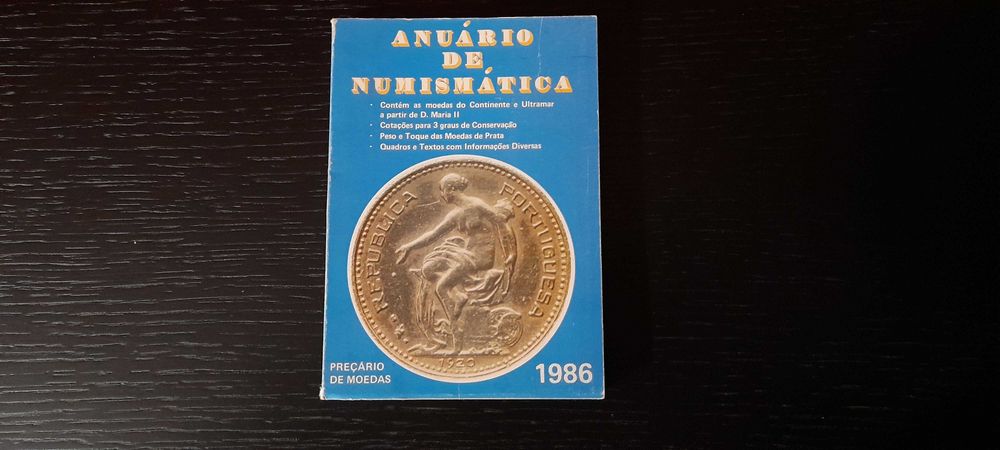 ANUÁRIO
DE
NUMISMÁTICA
· Contém as moedas do Continente e Ultramar
a partir de D. Maria II
· Cotações para 3 graus de Conservação
· Peso e Toque das Moedas de Prata
· Quadros e Textos com Informações Diversas
REPUBLICA PORTUGUESA
1923
PREÇÁRIO
DE MOEDAS
1986